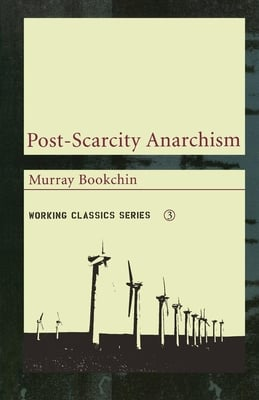 Post-Scarcity Anarchism
Murray Bookchin
WORKING CLASSICS SERIES 3